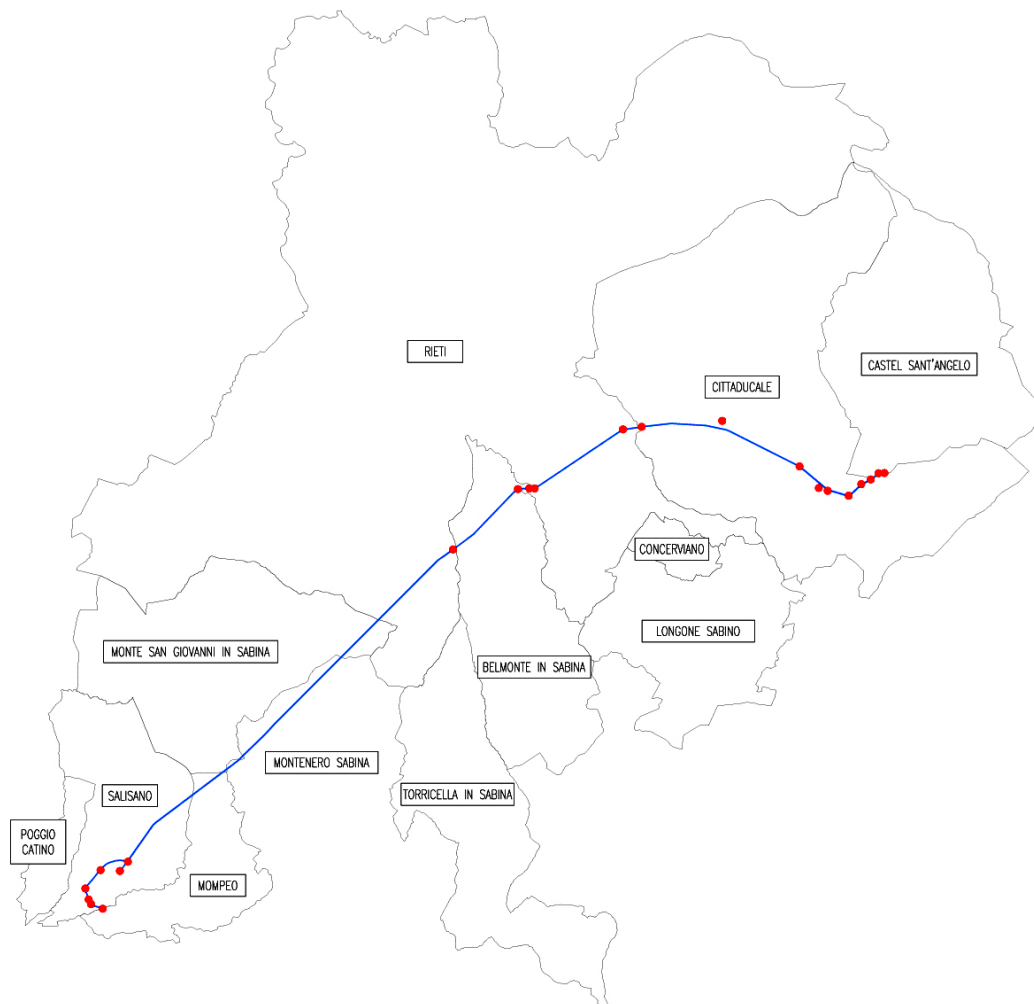 RIETI
CASTEL SANT'ANGELO
CITTADUCALE
CONCERVIANO
LONGONE SABINO
MONTE SAN GIOVANNI IN SABINA
BELMONTE IN SABINA
MONTENERO SABINA
SALISANO
TORRICELLA IN SABINA
POGGIO
CATINO
MOMPEO